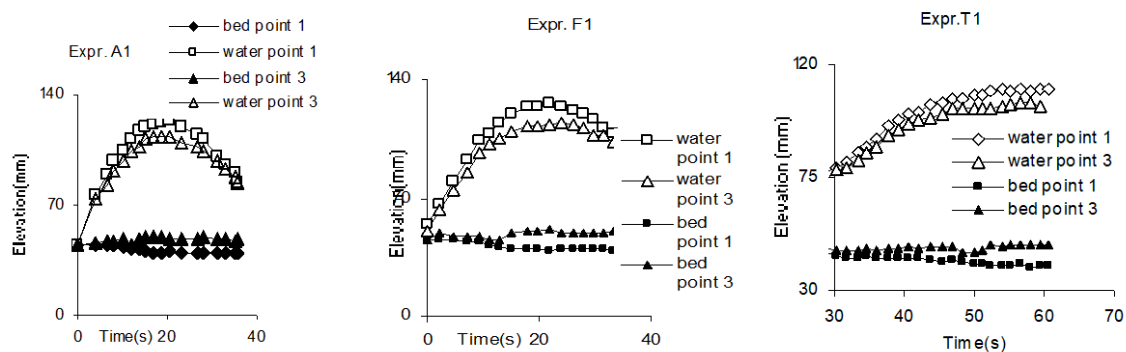 Expr. A1
bed point 1
water point 1
bed point 3
water point 3
140
70
0
Elevation(mm)
0
Time(s) 20
40
Expr. F1
140
70
0
Elevation(mm)
water
point 1
water
point 3
bed
point 1
bed
point 3
0
Time(s)
20
40
Expr.T1
120
75
30
Elevation (mm)
water point 1
water point 3
bed point 1
bed point 3
30
40
50
60
70
Time(s)